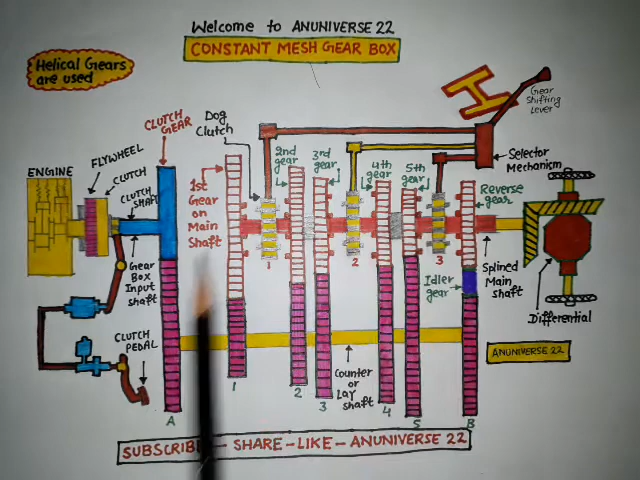 Welcome to ANUNIVERSE 22
CONSTANT MESH GEAR BOX
Helical Gears
are used
ENGINE
FLYWHEEL
CLUTCH
CLUTCH
SHAFT
CLUTCH
GEAR
Gear
Box
Input
shaft
CLUTCH
PEDAL
1st
Gear on
Main
Shaft
Dog
Clutch
2nd
gear
3rd
gear
4th
gear
5th
gear
Reverse
gear
Gear
Shifting
Lever
Selector
Mechanism
1
2
3
Idler
gear
Splined
Main
shaft
Differential
Counter
or
Lay
shaft
A
1
2
3
4
5
B
ANUNIVERSE 22
SUBSCRIBE - SHARE - LIKE - ANUNIVERSE 22